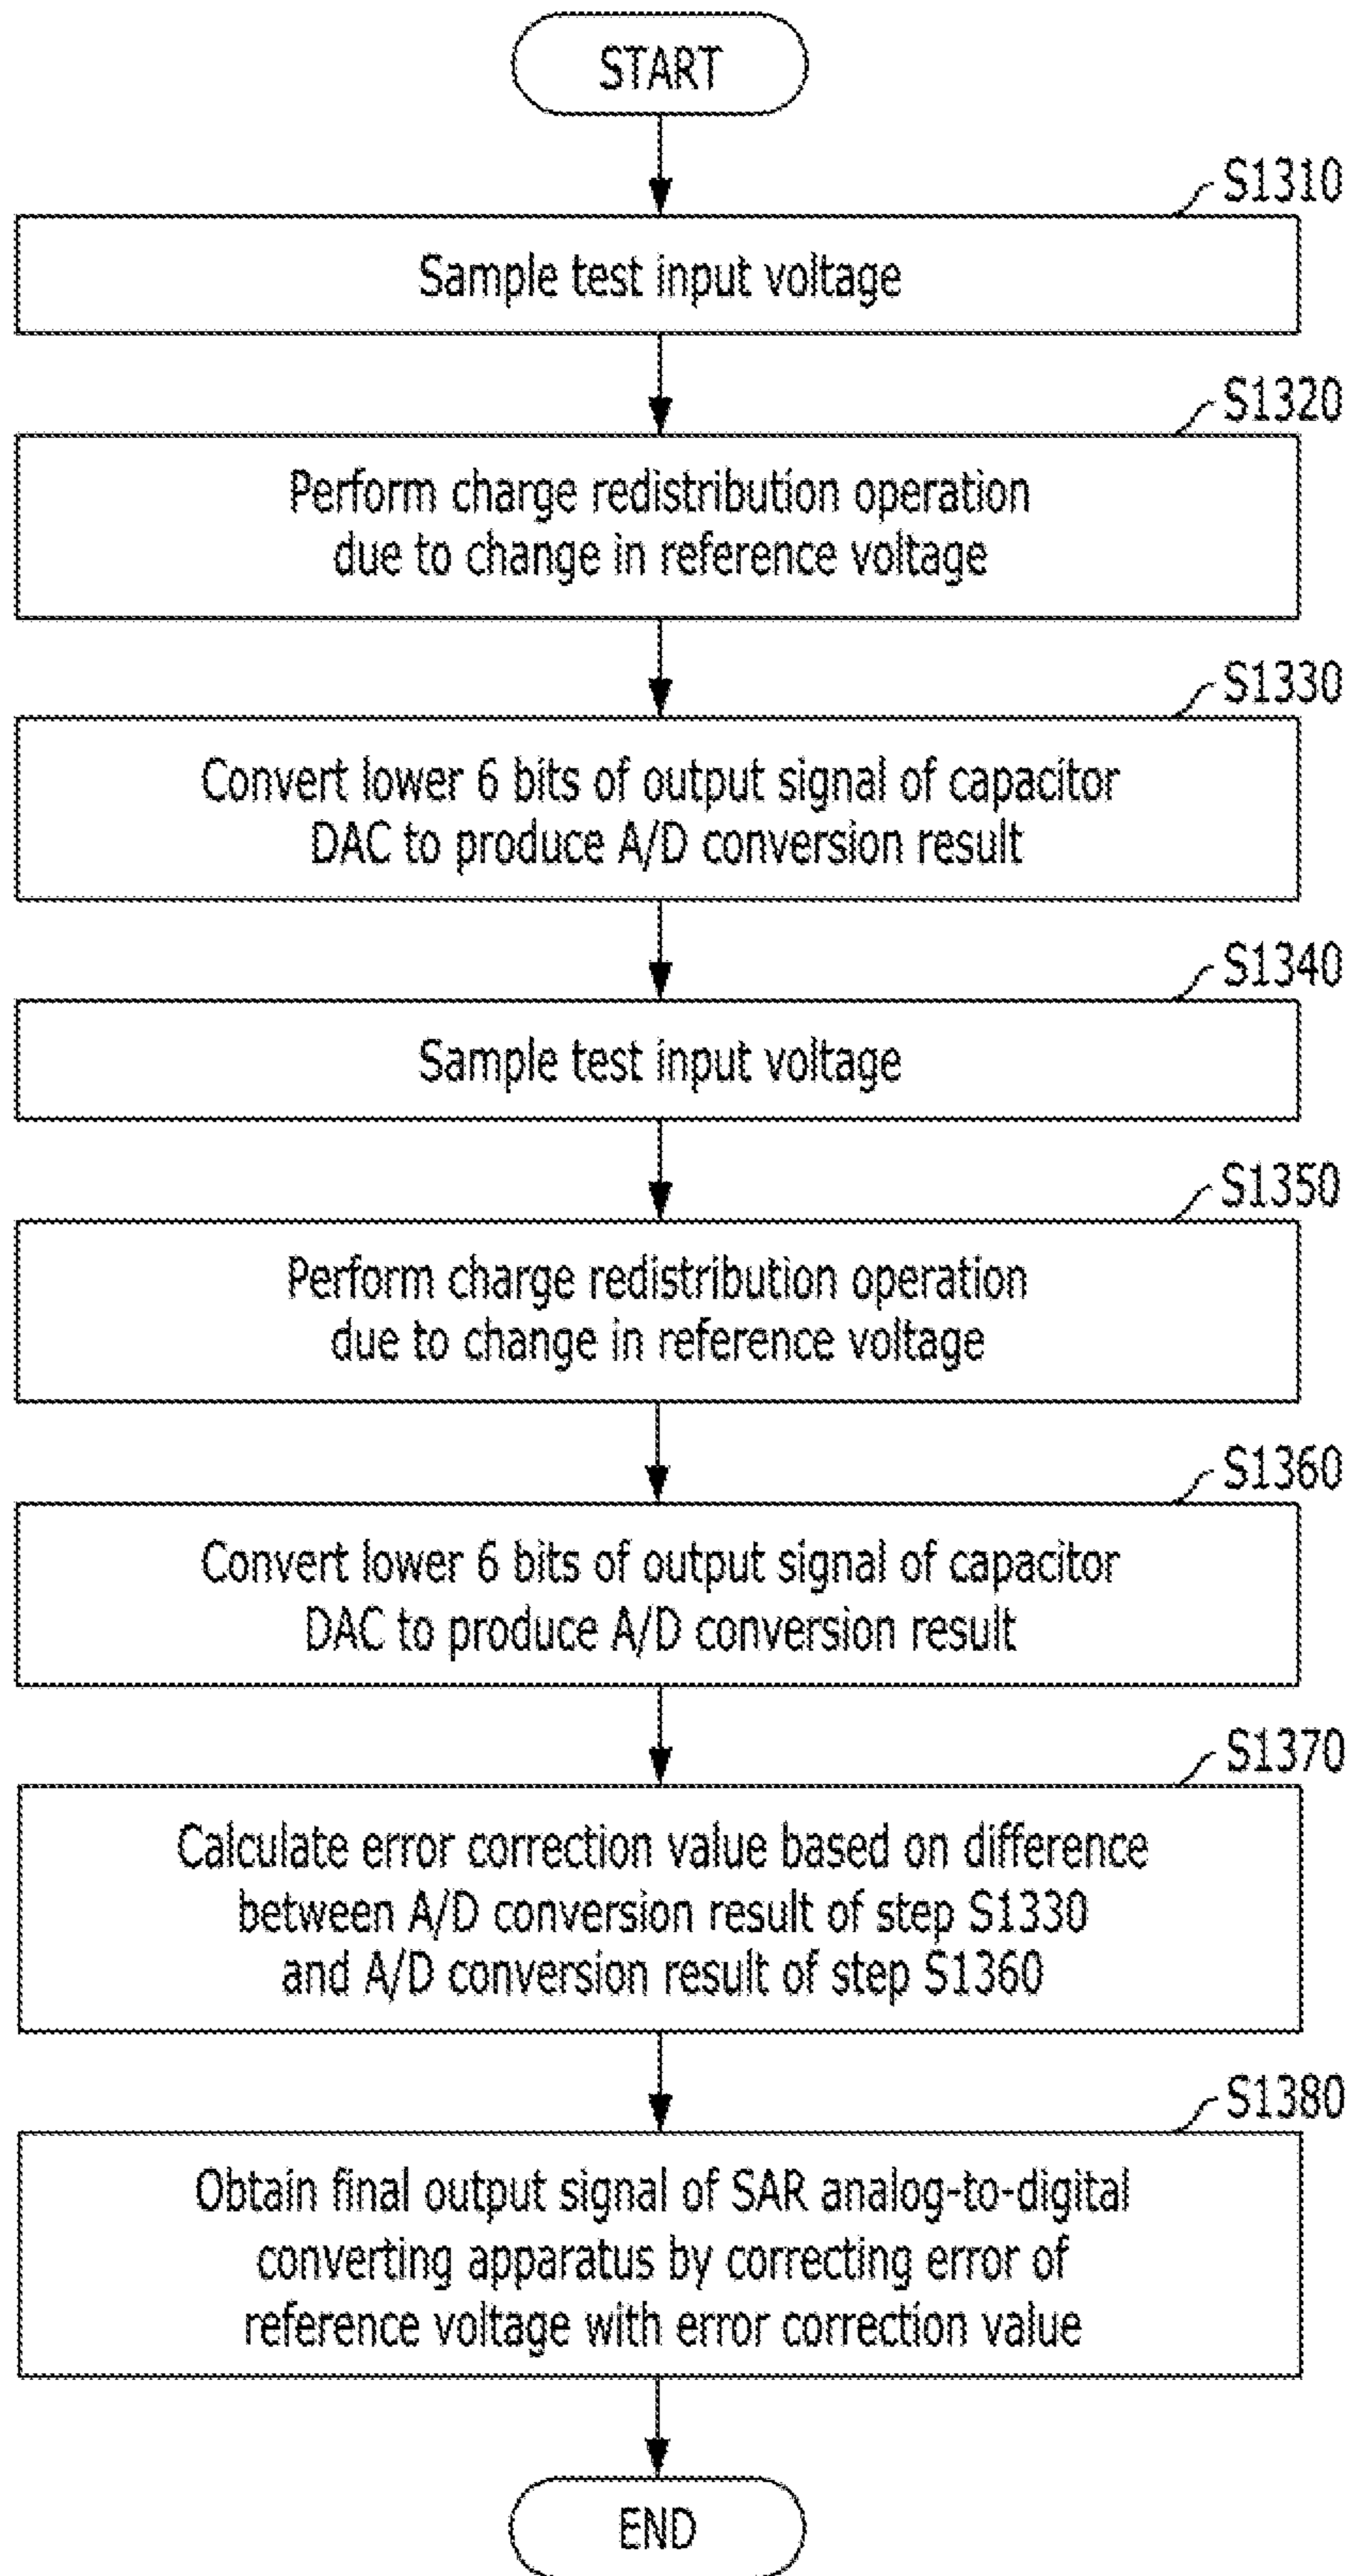 START
S1310
Sample test input voltage
S1320
Perform charge redistribution operation
due to change in reference voltage
S1330
Convert lower 6 bits of output signal of capacitor
DAC to produce A/D conversion result
S1340
Sample test input voltage
S1350
Perform charge redistribution operation
due to change in reference voltage
S1360
Convert lower 6 bits of output signal of capacitor
DAC to produce A/D conversion result
S1370
Calculate error correction value based on difference
between A/D conversion result of step S1330
and A/D conversion result of step S1360
S1380
Obtain final output signal of SAR analog-to-digital
converting apparatus by correcting error of
reference voltage with error correction value
END